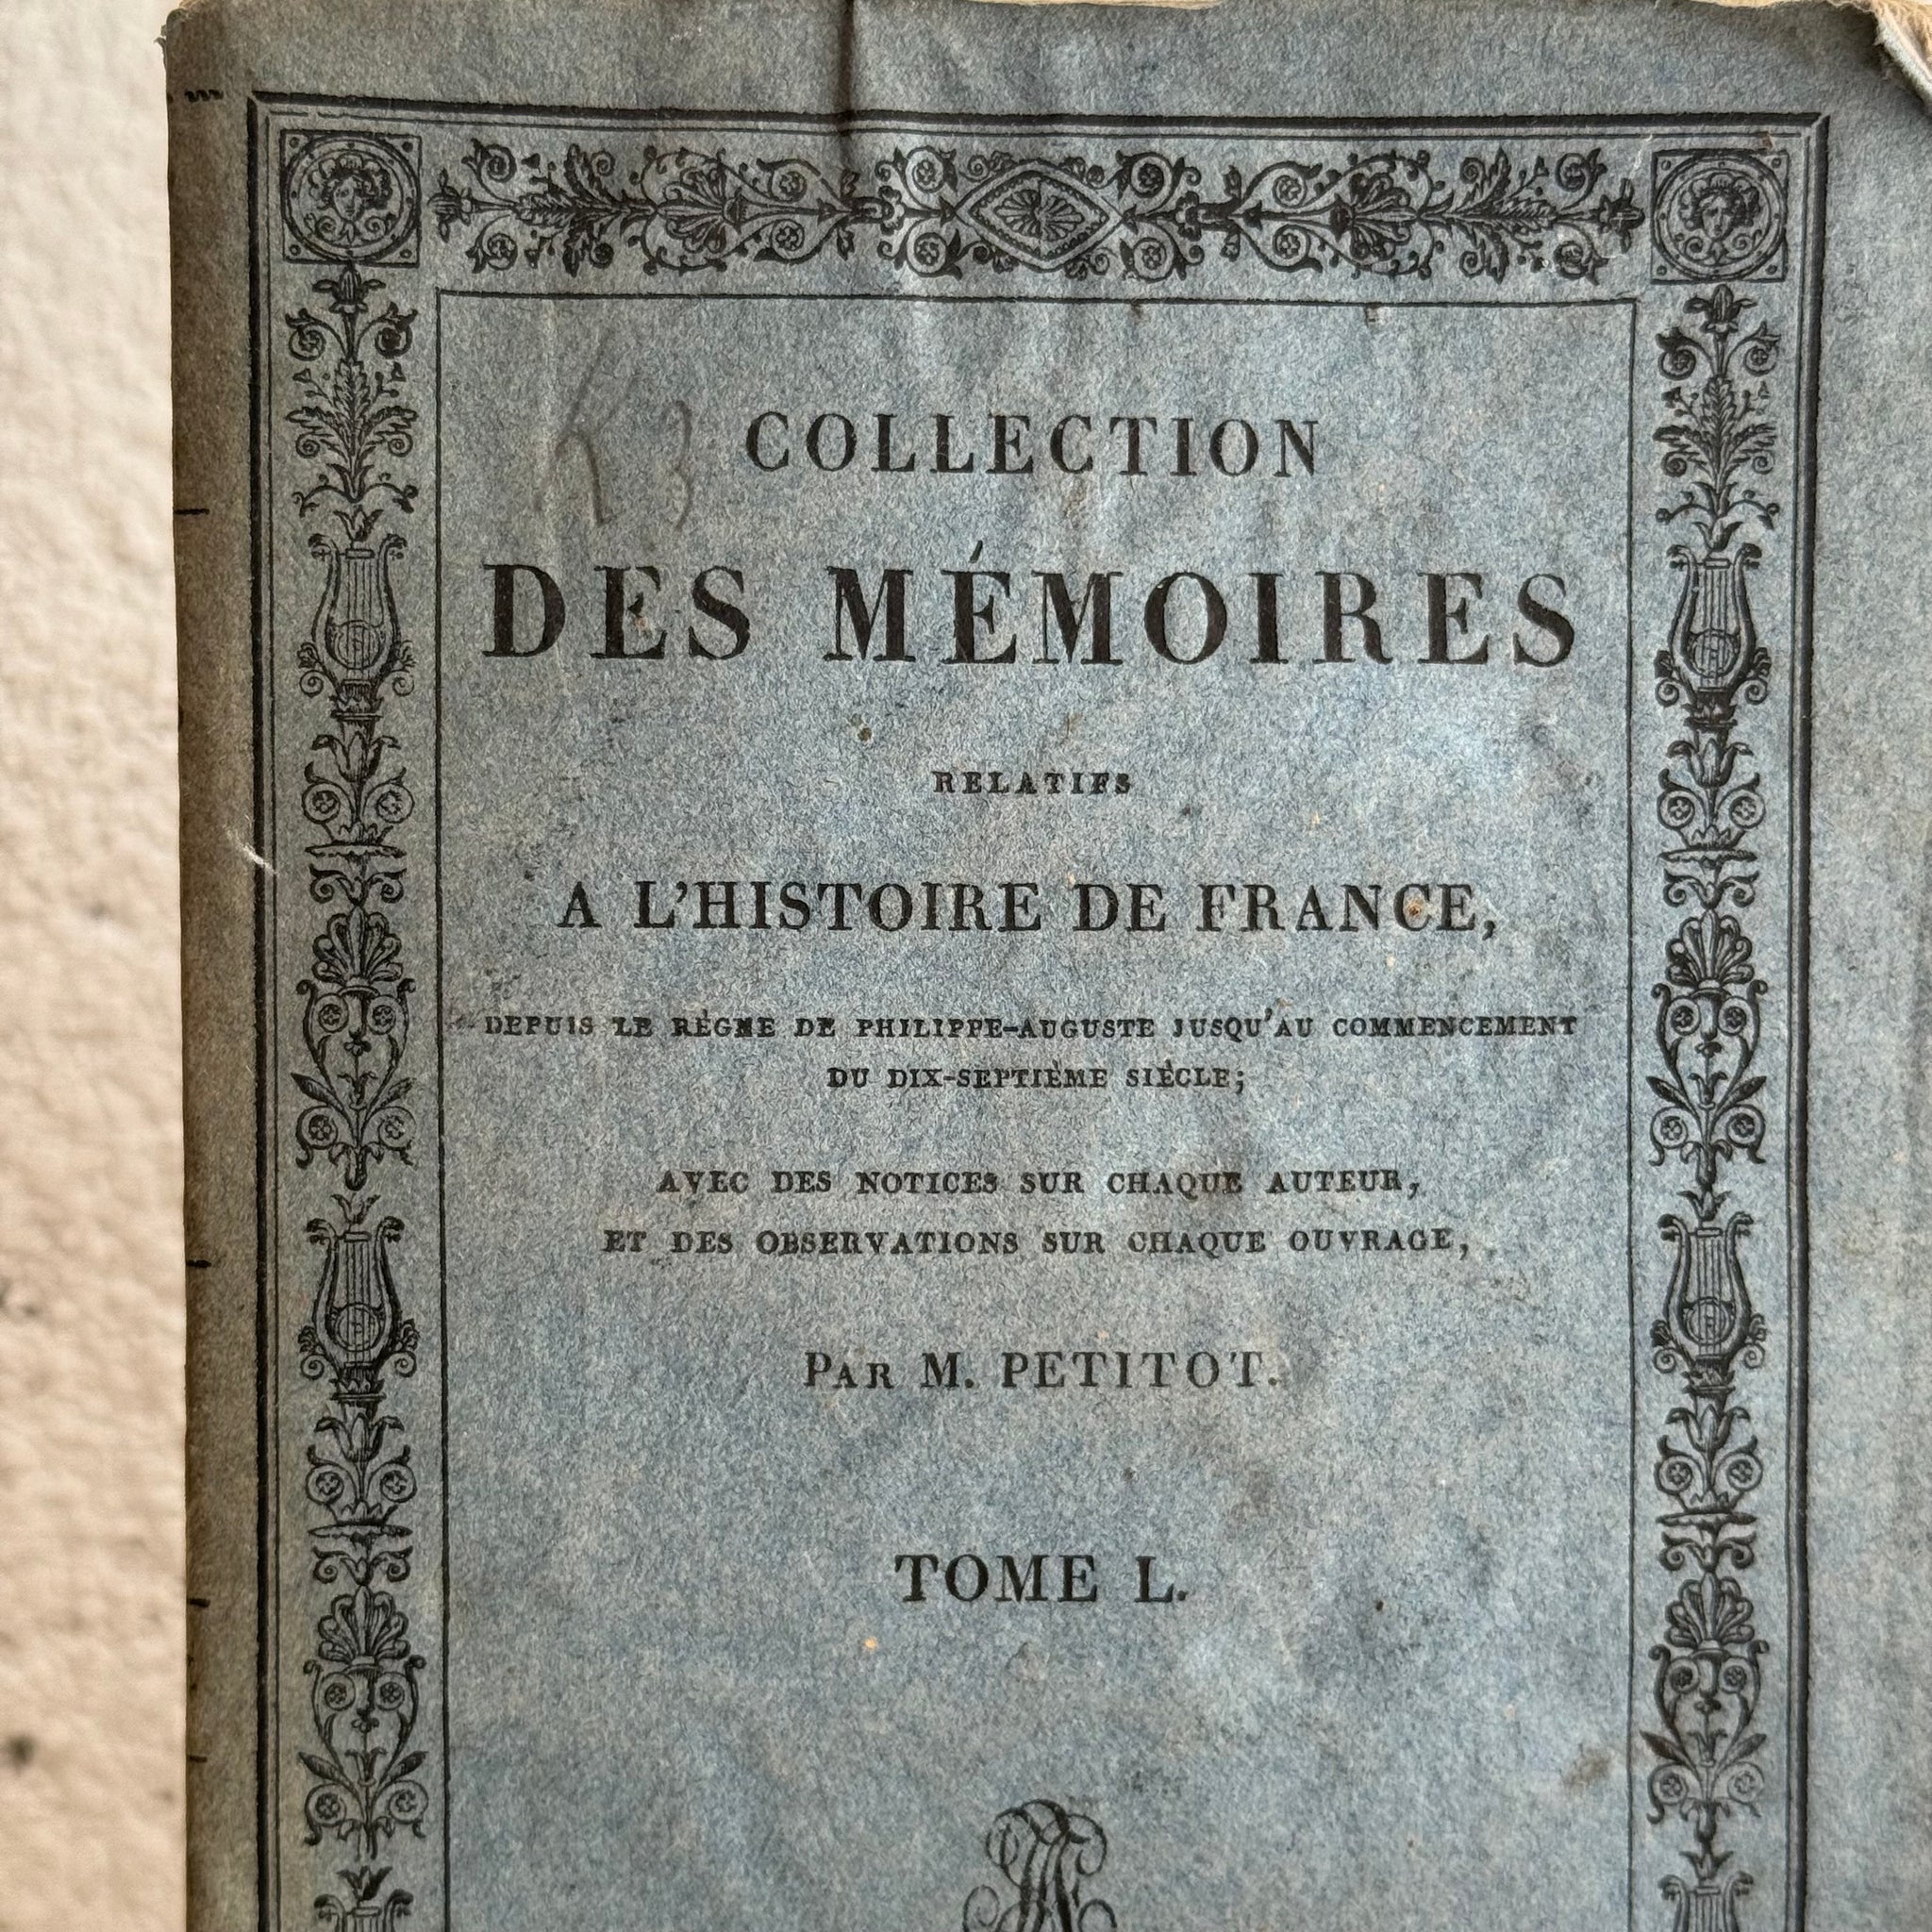 COLLECTION
DES MÉMOIRES
RELATIFS
A L'HISTOIRE DE FRANCE,
DEPUIS LE RÈGNE DE PHILIPPE-AUGUSTE JUSQU'AU COMMENCEMENT
DU DIX-SEPTIÈME SIÈCLE;
AVEC DES NOTICES SUR CHAQUE AUTEUR,
ET DES OBSERVATIONS SUR CHAQUE OUVRAGE,
PAR M. PETITOT.
TOME L.